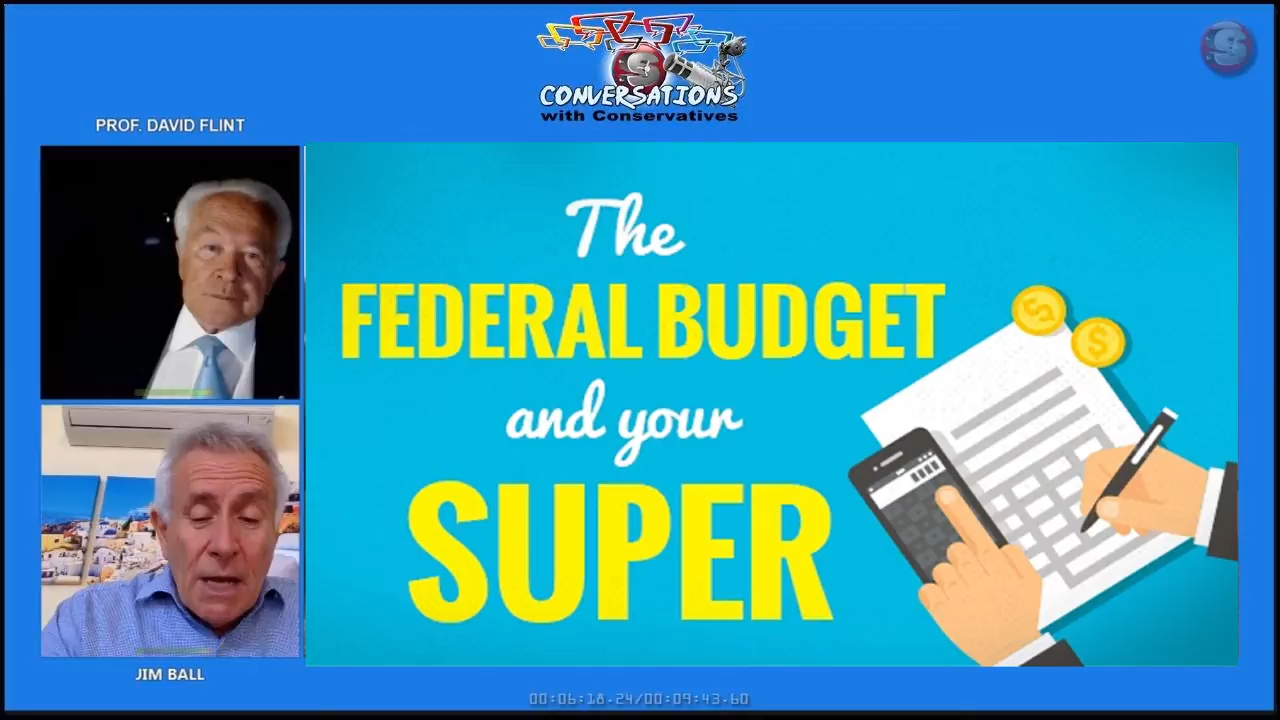 S
CONVERSATIONS
with Conservatives
S
PROF. DAVID FLINT
The
FEDERAL BUDGET
and your
SUPER
$
$
JIM BALL
00:06:18.24/00:09:43.60